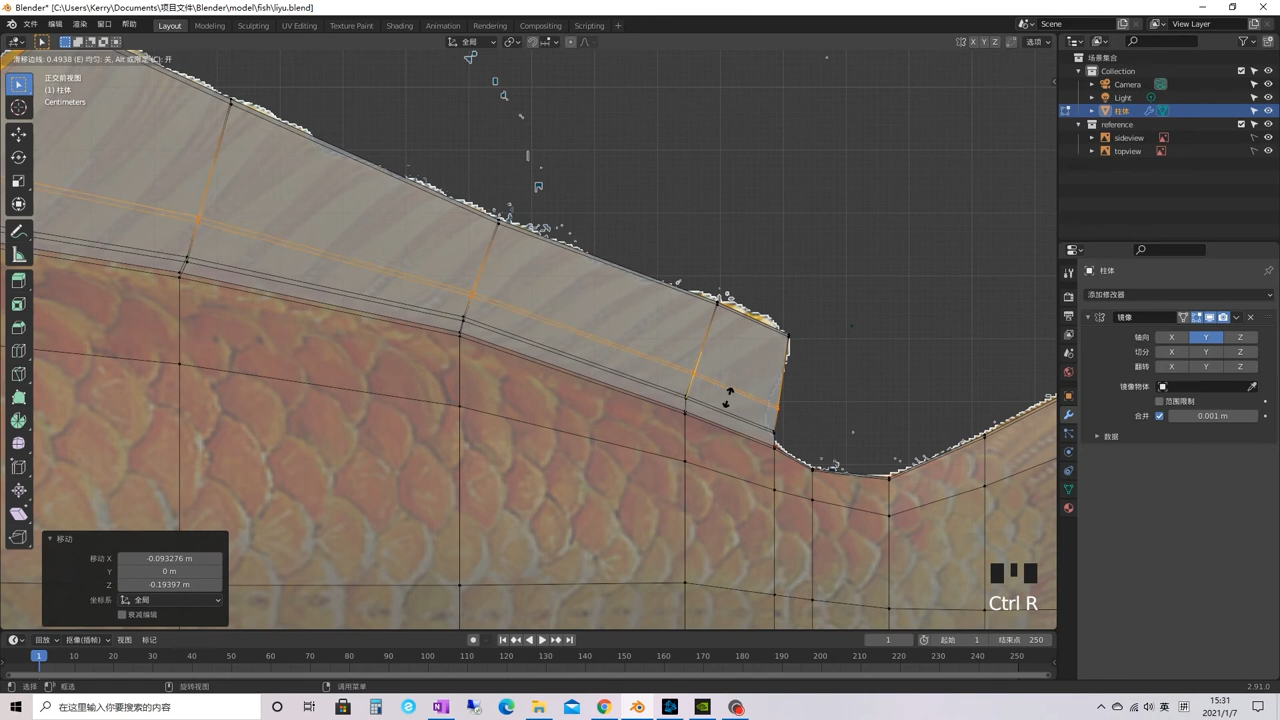 Blender* [C:\Users\Kerry\Documents\项目文件\Blender\model\fish\liyu.blend]
文件 编辑 渲染 窗口 帮助 Layout Modeling Sculpting UV Editing Texture Paint Shading Animation Rendering Compositing Scripting + Scene View Layer
全局 X Y Z 选项
滑移边线: 0.4938 (E) 均匀: 关, Alt 或限定 (C): 开
正交前视图
(1) 柱体
Centimeters
场景集合
Collection
Camera
Light
柱体
reference
sideview
topview
柱体
添加修改器
镜像
轴向 X Y Z
切分 X Y Z
翻转 X Y Z
镜像物体
范围限制
合并 0.001 m
数据
移动
移动 X -0.093276 m
Y 0 m
Z -0.19397 m
坐标系 全局
衰减编辑
Ctrl R
回放 抠像(插帧) 视图 标记 1 起始 1 结束点 250
1 10 20 30 40 50 60 70 80 90 100 110 120 130 140 150 160 170 180 190 200 210 220 230 240 250
选择 框选 旋转视图 调用菜单 2.91.0
在这里输入你要搜索的内容 英 15:31
2021/1/7